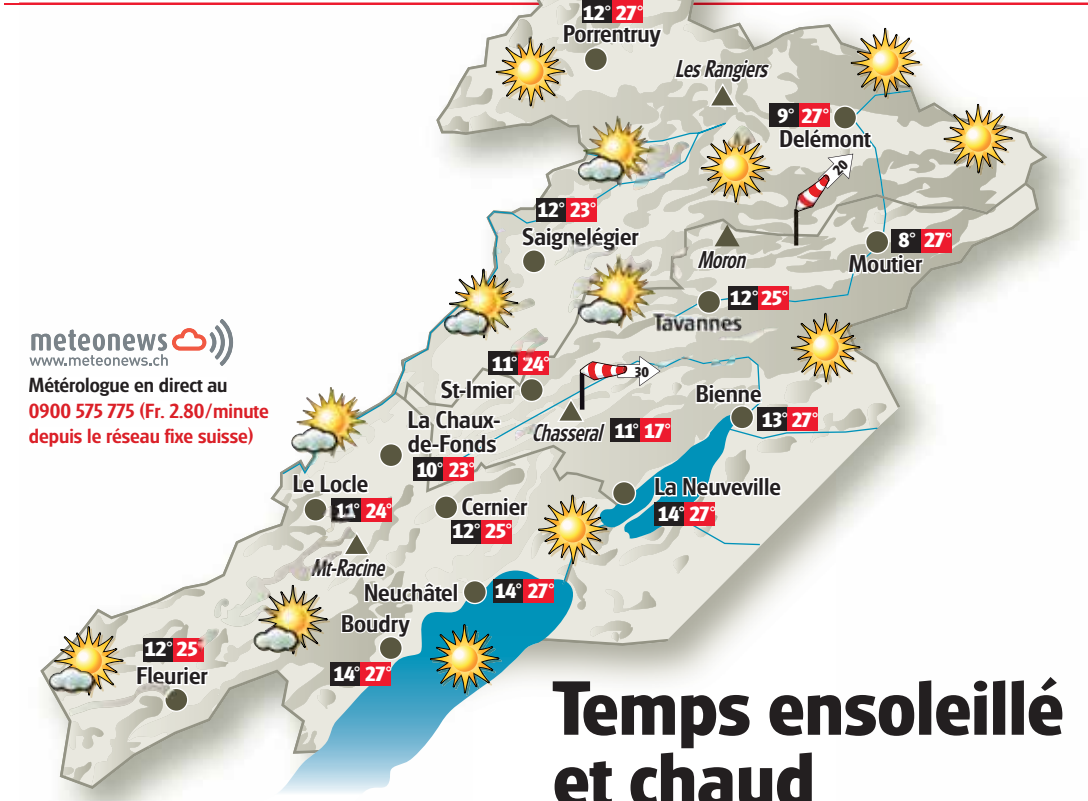 12° 27°
Porrentruy
Les Rangiers
9° 27°
Delémont
20
12° 23°
Saignelégier
Moron
8° 27°
Moutier
12° 25°
Tavannes
meteonews
www.meteonews.ch
Métérologue en direct au
0900 575 775 (Fr. 2.80/minute
depuis le réseau fixe suisse)
11° 24°
St-Imier
30
Chasseral 11° 17°
Bienne
13° 27°
La Chaux-
de-Fonds
10° 23°
Le Locle
11° 24°
Cernier
12° 25°
La Neuveville
14° 27°
Mt-Racine
Neuchâtel 14° 27°
Boudry
14° 27°
12° 25°
Fleurier
Temps ensoleillé
et chaud